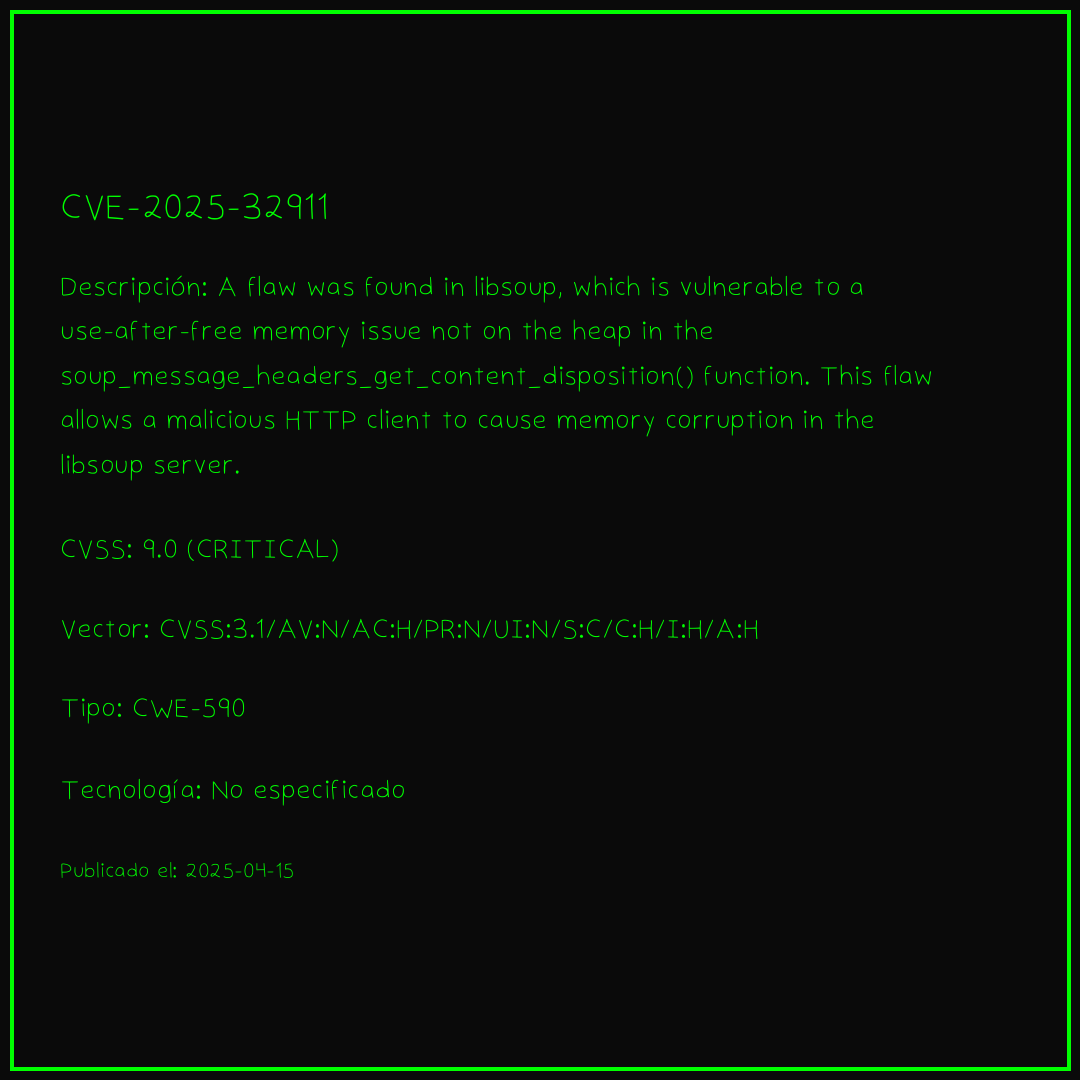 CVE-2025-32911
Descripción: A flaw was found in libsoup, which is vulnerable to a
use-after-free memory issue not on the heap in the
soup_message_headers_get_content_disposition() function. This flaw
allows a malicious HTTP client to cause memory corruption in the
libsoup server.
CVSS: 9.0 (CRITICAL)
Vector: CVSS:3.1/AV:N/AC:H/PR:N/UI:N/S:C/C:H/I:H/A:H
Tipo: CWE-590
Tecnología: No especificado
Publicado el: 2025-04-15